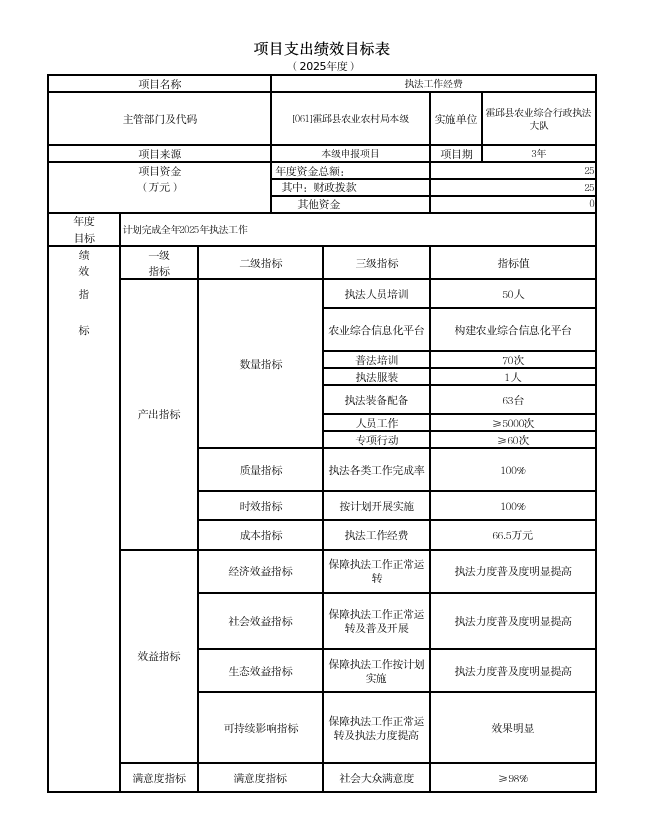 项目支出绩效目标表
（2025年度）
项目名称 执法工作经费
主管部门及代码 [061]霍邱县农业农村局本级 实施单位 霍邱县农业综合行政执法
大队
项目来源 本级申报项目 项目期 3年
项目资金
（万元） 年度资金总额： 25
其中：财政拨款 25
其他资金 0
年度
目标 计划完成全年2025年执法工作
绩
效
指
标
一级
指标 二级指标 三级指标 指标值
产出指标 数量指标 执法人员培训 50人
农业综合信息化平台 构建农业综合信息化平台
普法培训 70次
执法服装 1人
执法装备配备 63台
人员工作 ≥5000次
专项行动 ≥60次
质量指标 执法各类工作完成率 100%
时效指标 按计划开展实施 100%
成本指标 执法工作经费 66.5万元
效益指标 经济效益指标 保障执法工作正常运
转 执法力度普及度明显提高
社会效益指标 保障执法工作正常运
转及普及开展 执法力度普及度明显提高
生态效益指标 保障执法工作按计划
实施 执法力度普及度明显提高
可持续影响指标 保障执法工作正常运
转及执法力度提高 效果明显
满意度指标 满意度指标 社会大众满意度 ≥98%